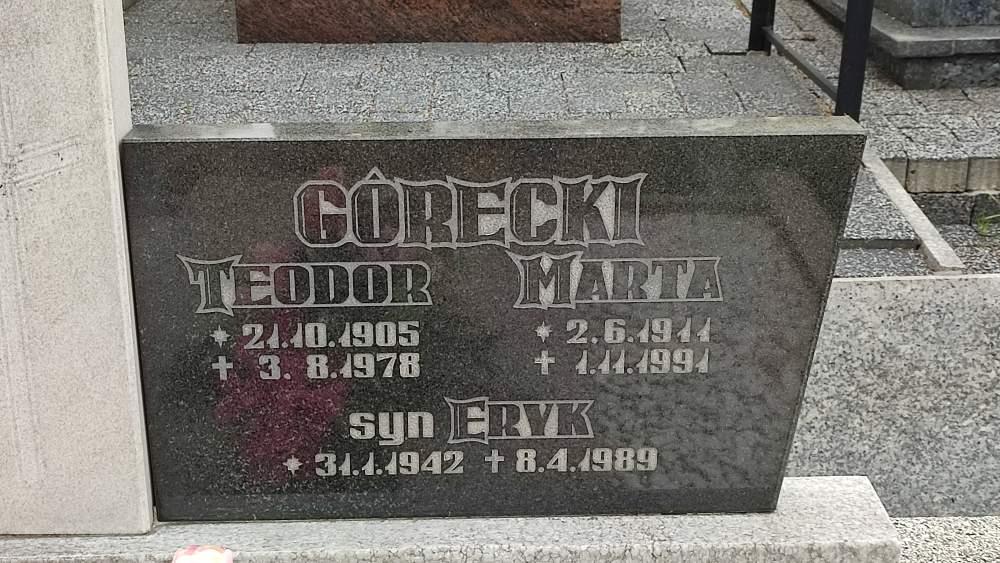 GÔRECKI
TEODOR MARTA
* 21.10.1905 * 2.6.1911
✝ 3. 8.1978 ✝ 1.11.1991
syn ERYK
* 31.1.1942 ✝ 8.4.1989